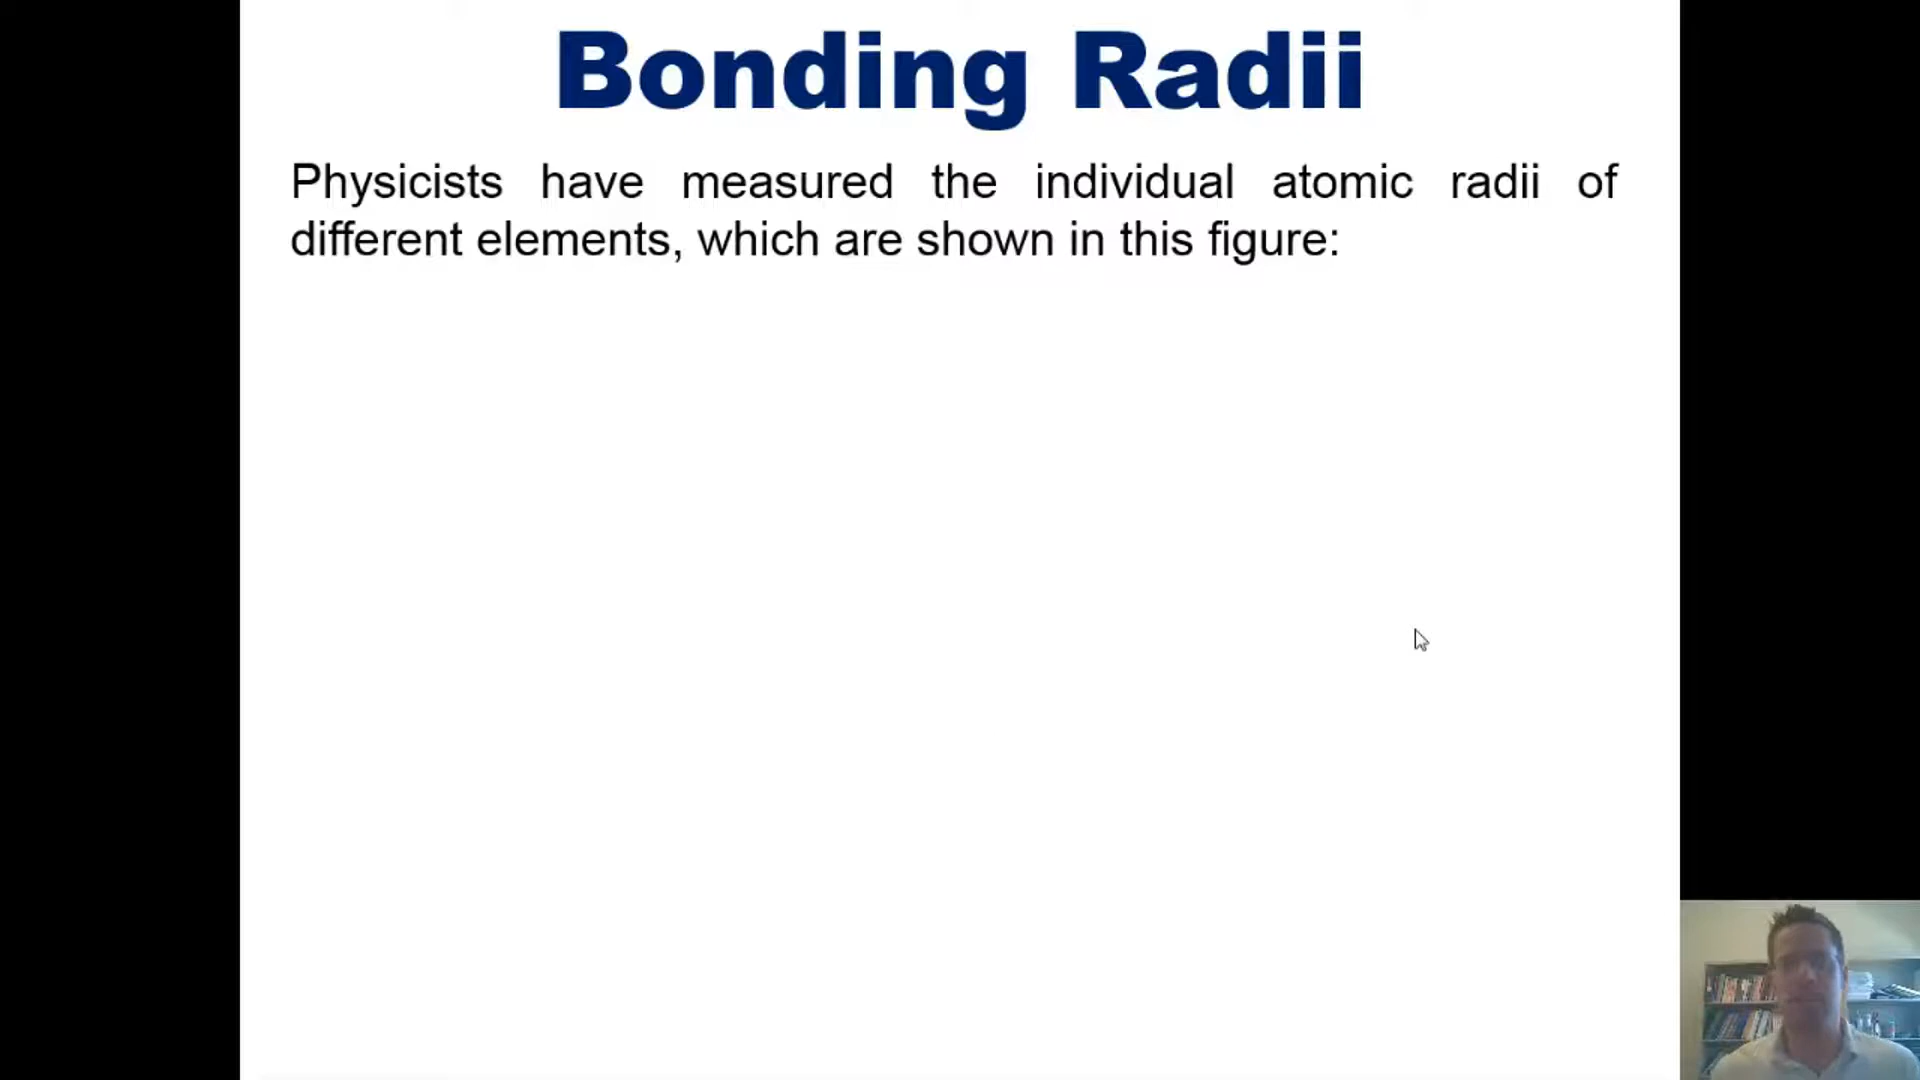 Bonding Radii
Physicists have measured the individual atomic radii of
different elements, which are shown in this figure: